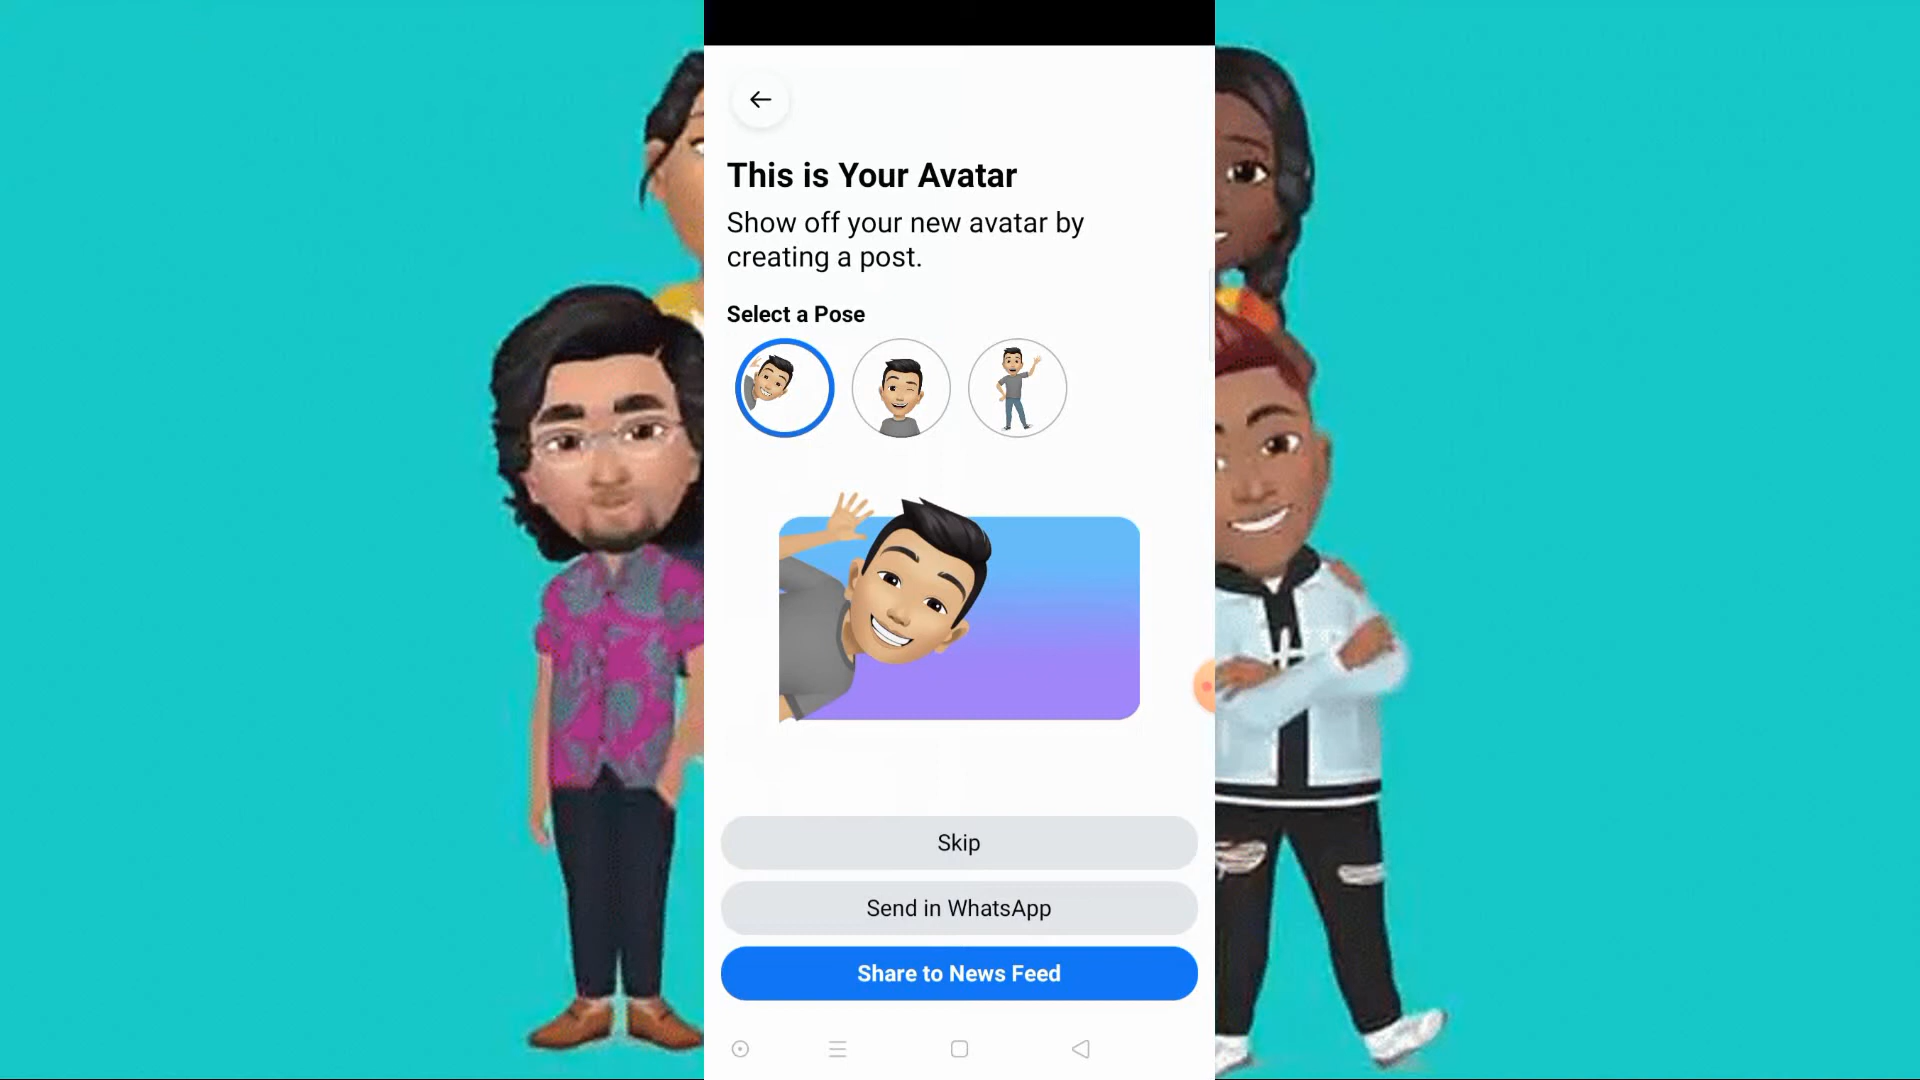 This is Your Avatar
Show off your new avatar by
creating a post.
Select a Pose
Skip
Send in WhatsApp
Share to News Feed